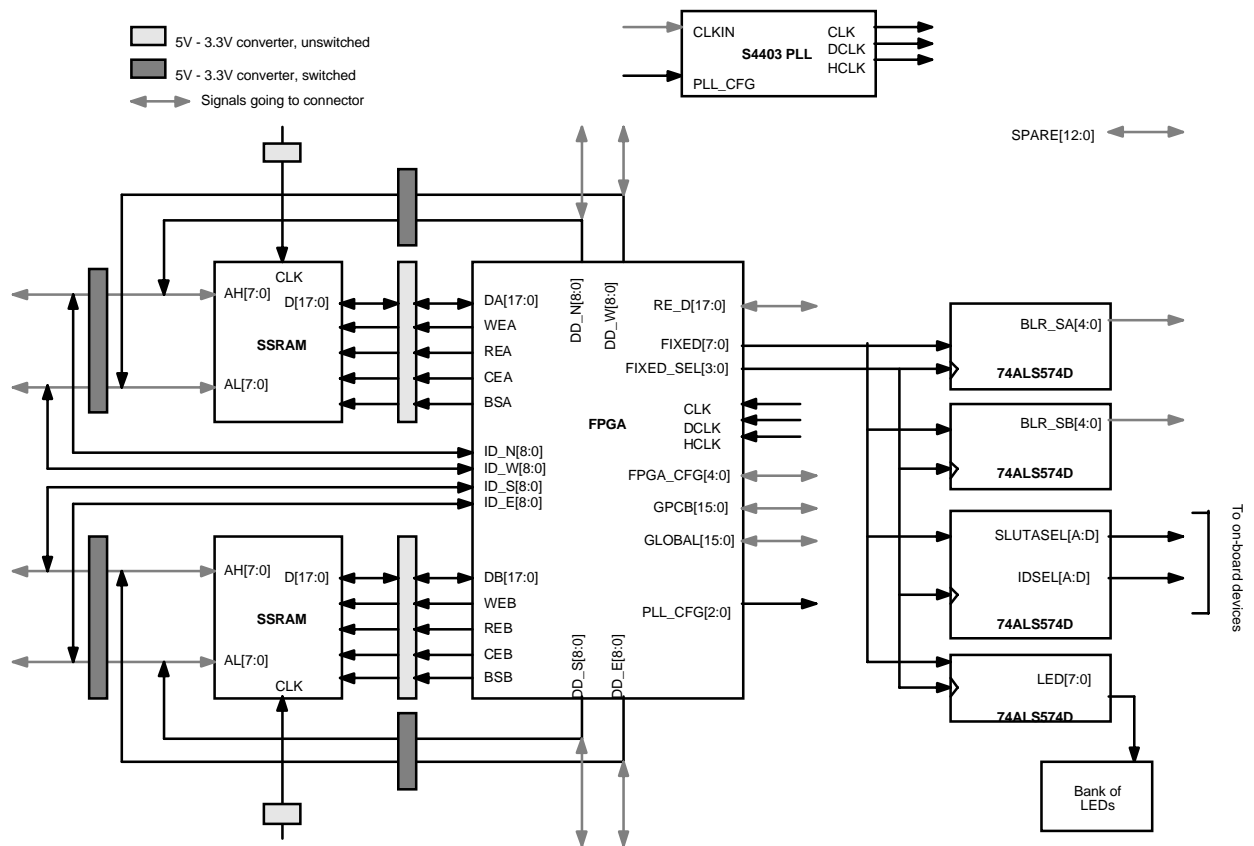 CLKIN
CLK
S4403 PLL
DCLK
HCLK
PLL_CFG
5V - 3.3V converter, unswitched
5V - 3.3V converter, switched
Signals going to connector
SPARE[12:0]
CLK
AH[7:0]
D[17:0]
SSRAM
AL[7:0]
DA[17:0]
WEA
REA
CEA
BSA
DD_N[8:0]
DD_W[8:0]
RE_D[17:0]
FIXED[7:0]
FIXED_SEL[3:0]
FPGA
CLK
DCLK
HCLK
ID_N[8:0]
ID_W[8:0]
ID_S[8:0]
ID_E[8:0]
FPGA_CFG[4:0]
GPCB[15:0]
GLOBAL[15:0]
PLL_CFG[2:0]
BLR_SA[4:0]
74ALS574D
BLR_SB[4:0]
74ALS574D
SLUTASEL[A:D]
IDSEL[A:D]
74ALS574D
To on-board devices
LED[7:0]
74ALS574D
Bank of
LEDs
AH[7:0]
D[17:0]
SSRAM
AL[7:0]
CLK
DB[17:0]
WEB
REB
CEB
BSB
DD_S[8:0]
DD_E[8:0]